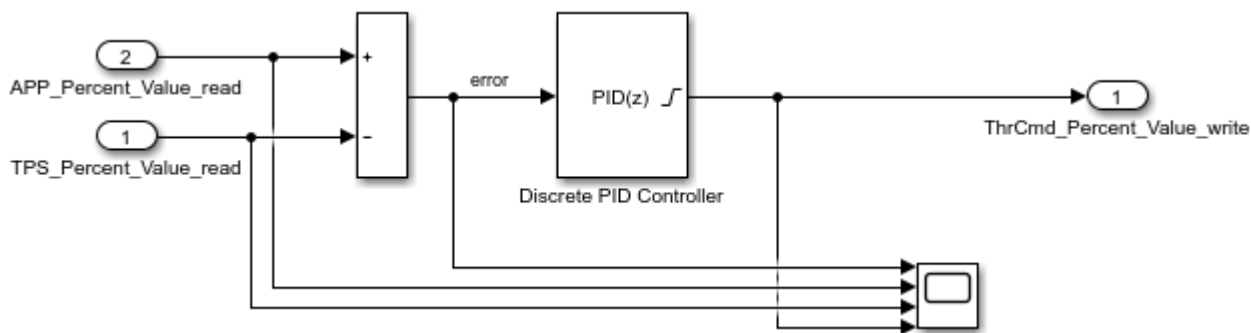 2
+
APP_Percent_Value_read
error
PID(z)
1
ThrCmd_Percent_Value_write
1
−
TPS_Percent_Value_read
Discrete PID Controller